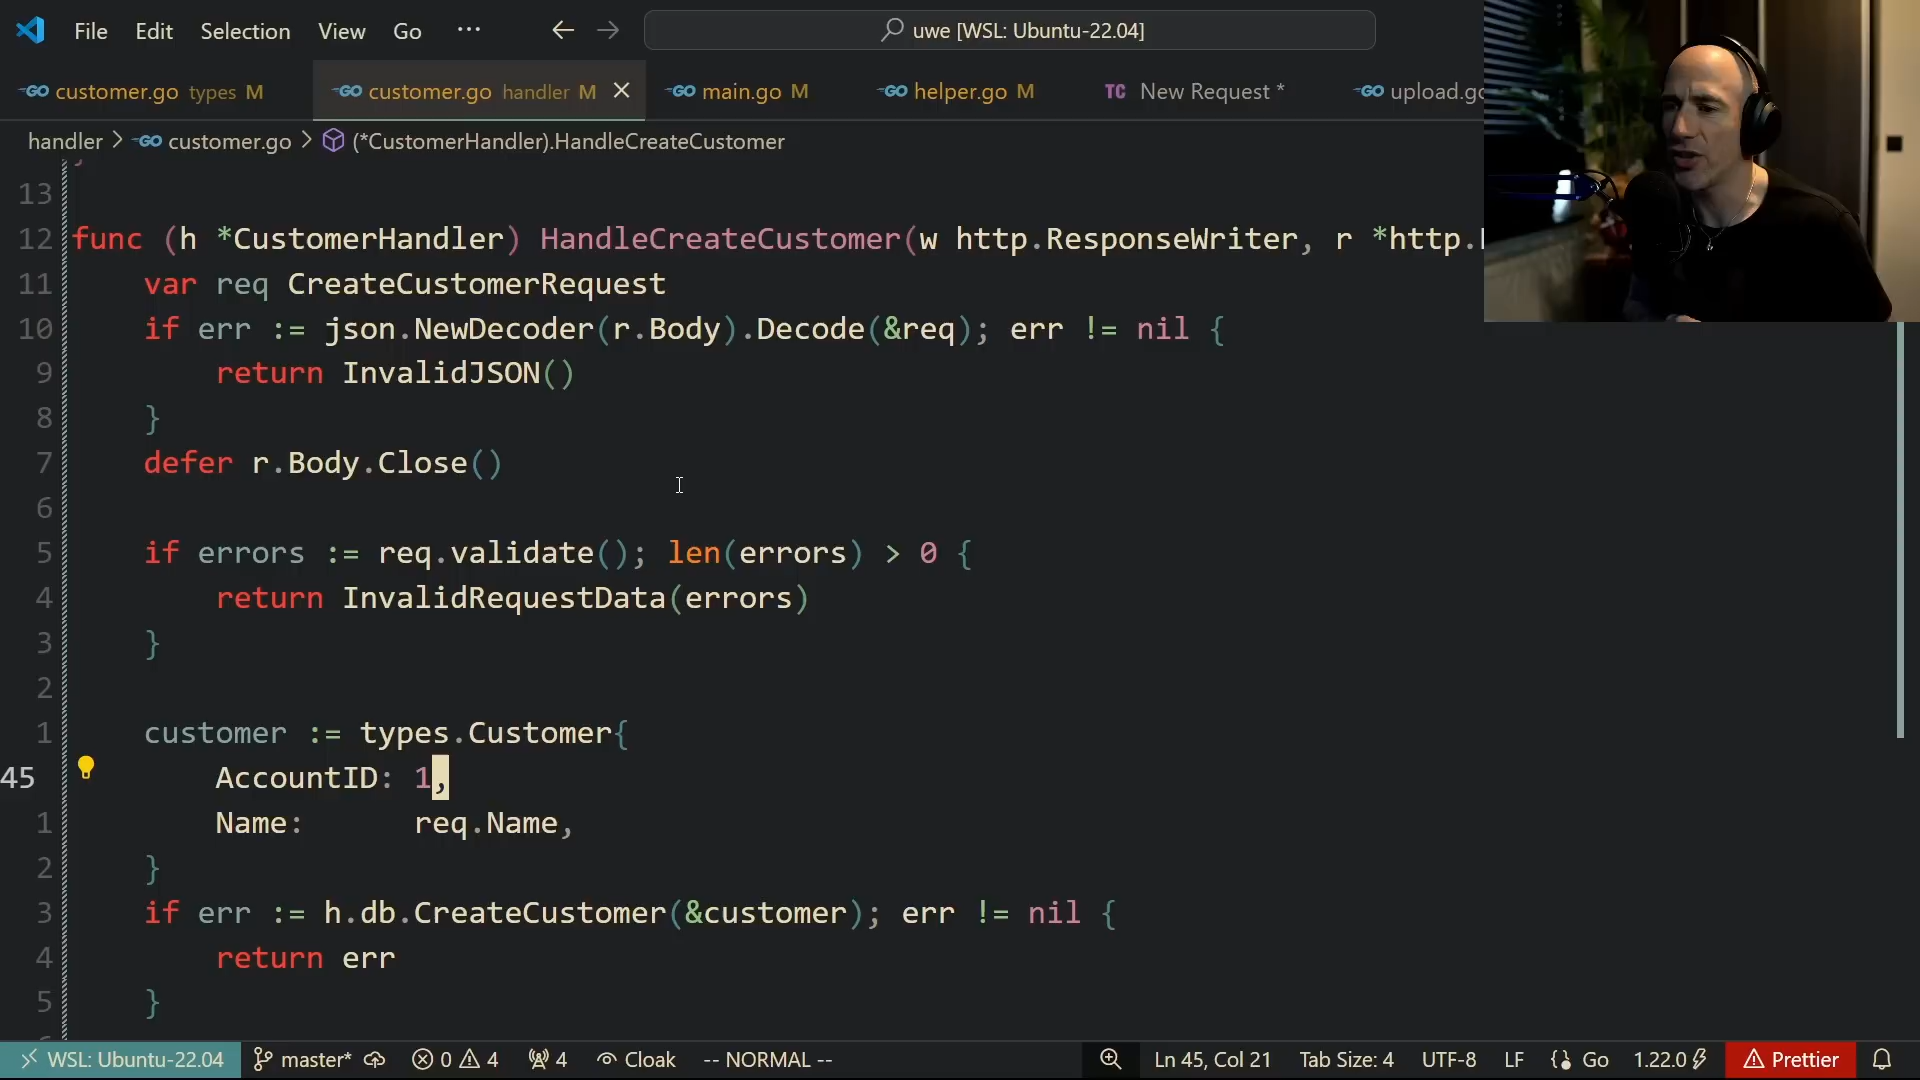 File Edit Selection View Go ··· uwe [WSL: Ubuntu-22.04]
customer.go types M customer.go handler M main.go M helper.go M TC New Request * upload.go
handler > customer.go > (*CustomerHandler).HandleCreateCustomer
13
12 func (h *CustomerHandler) HandleCreateCustomer(w http.ResponseWriter, r *http.
11 var req CreateCustomerRequest
10 if err := json.NewDecoder(r.Body).Decode(&req); err != nil {
9 return InvalidJSON()
8 }
7 defer r.Body.Close()
6
5 if errors := req.validate(); len(errors) > 0 {
4 return InvalidRequestData(errors)
3 }
2
1 customer := types.Customer{
45 AccountID: 1,
1 Name: req.Name,
2 }
3 if err := h.db.CreateCustomer(&customer); err != nil {
4 return err
5 }
WSL: Ubuntu-22.04 master* 0 4 4 Cloak -- NORMAL -- Ln 45, Col 21 Tab Size: 4 UTF-8 LF Go 1.22.0 Prettier